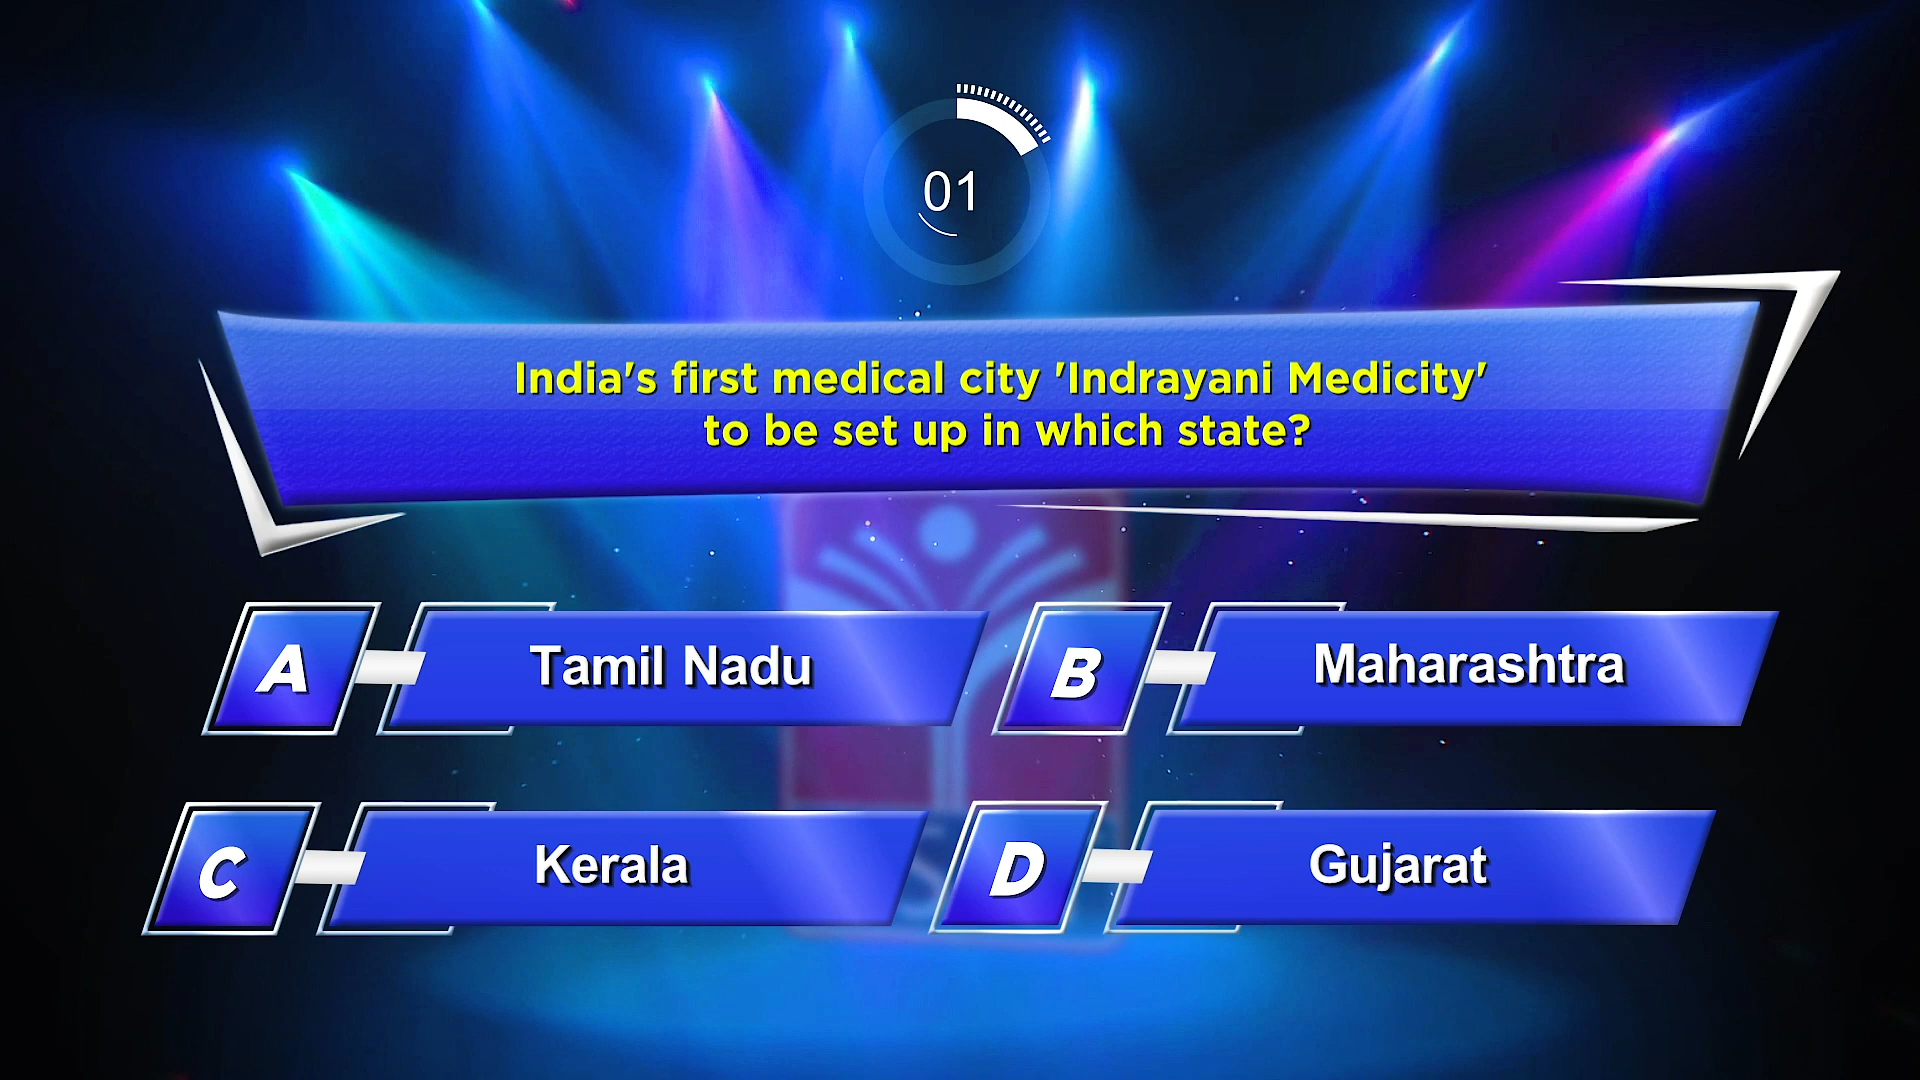 01
India's first medical city 'Indrayani Medicity'
to be set up in which state?
A Tamil Nadu
B Maharashtra
C Kerala
D Gujarat